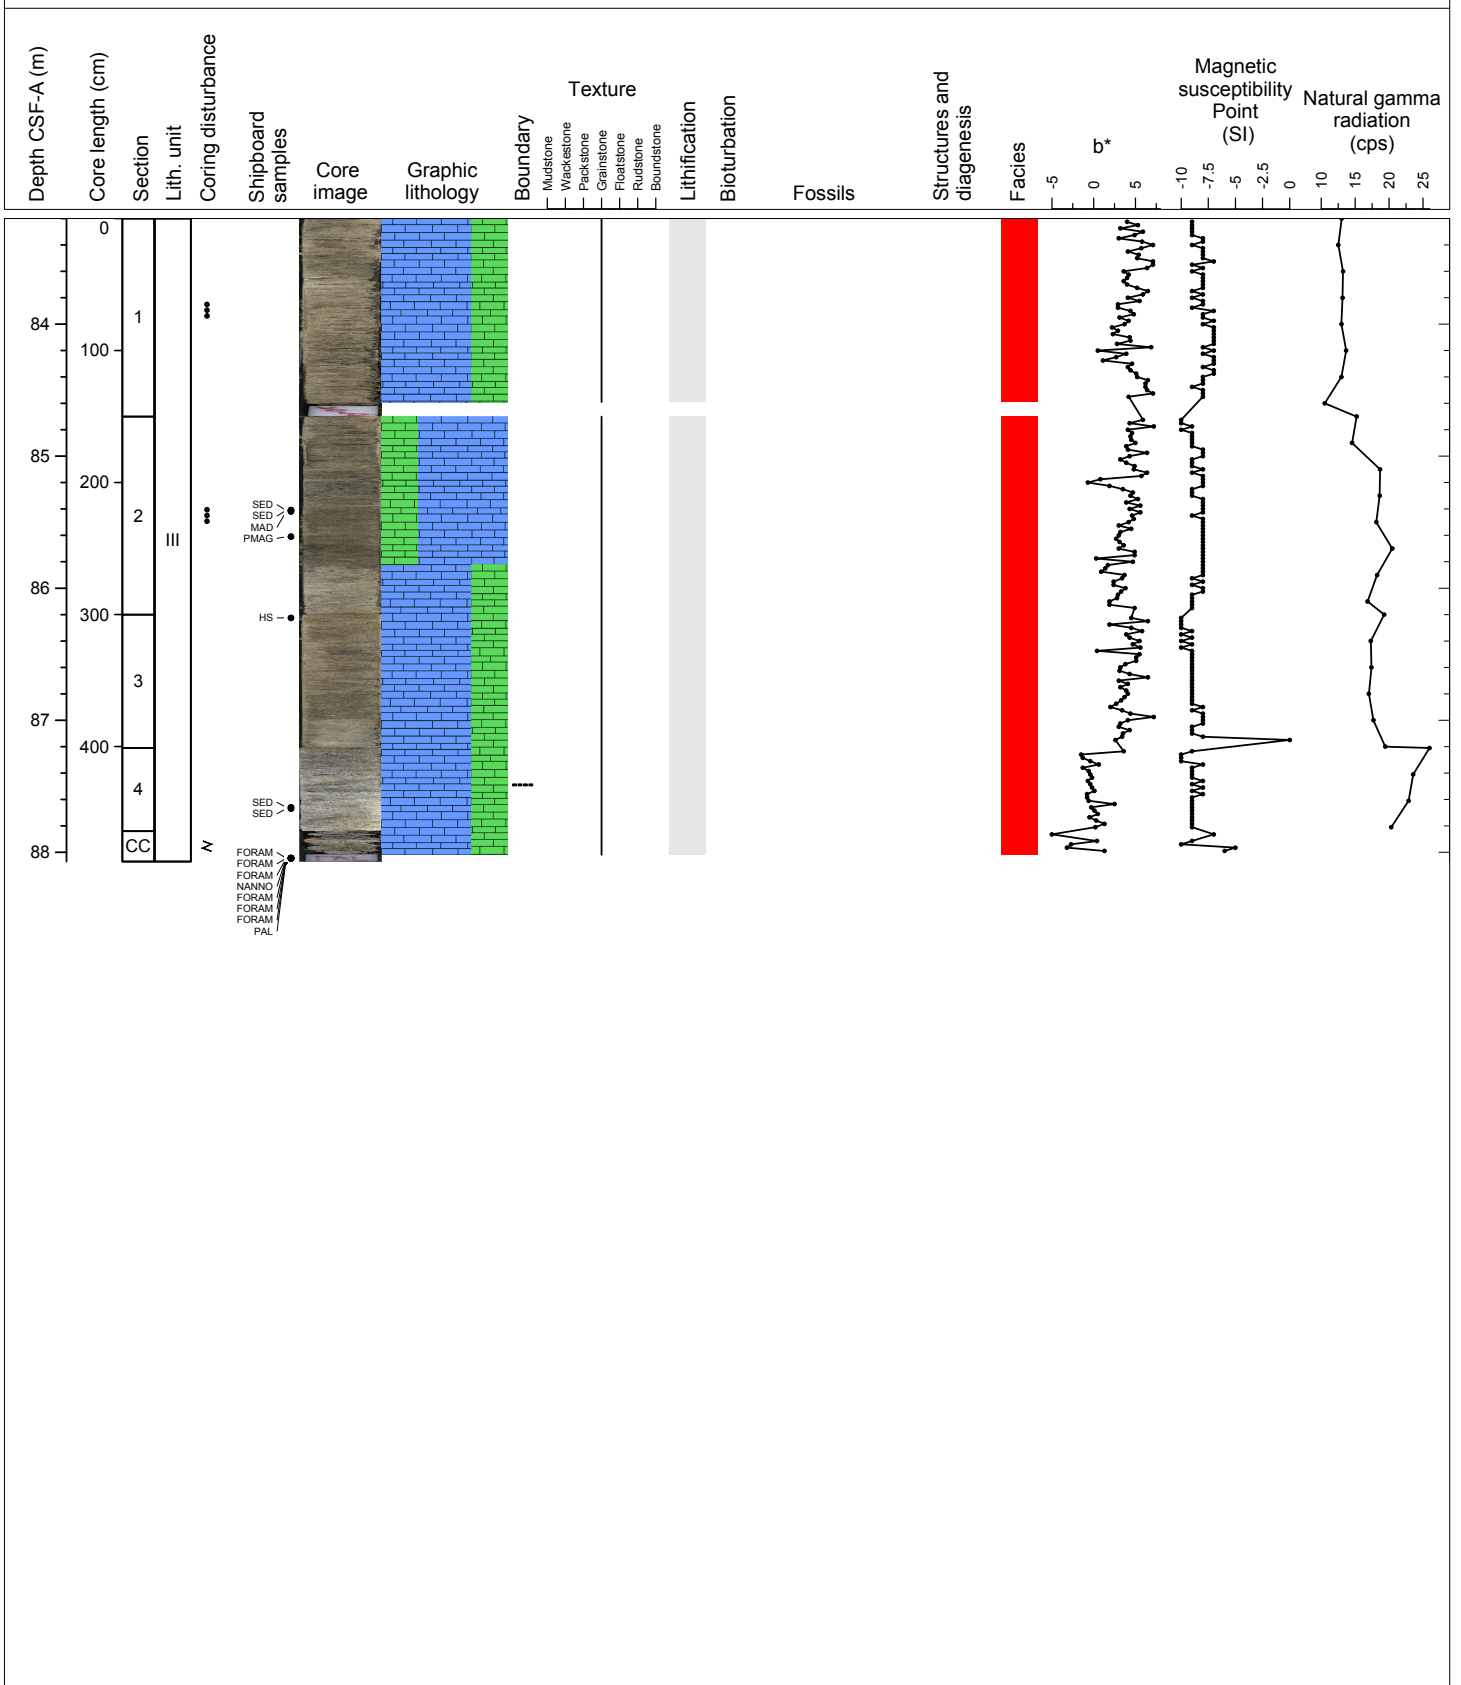 Depth CSF-A (m)
Core length (cm)
Section
Lith. unit
Coring disturbance
Shipboard
samples
Core
image
Graphic
lithology
Boundary
Texture
Mudstone
Wackestone
Packstone
Grainstone
Floatstone
Rudstone
Boundstone
Lithification
Bioturbation
Fossils
Structures and
diagenesis
Facies
b*
-5
0
5
Magnetic
susceptibility
Point
(SI)
-10
-7.5
-5
-2.5
0
Natural gamma
radiation
(cps)
10
15
20
25
84
85
86
87
88
0
100
200
300
400
1
2
3
4
CC
III
SED
SED
MAD
PMAG
HS
SED
SED
FORAM
FORAM
FORAM
NANNO
FORAM
FORAM
FORAM
PAL